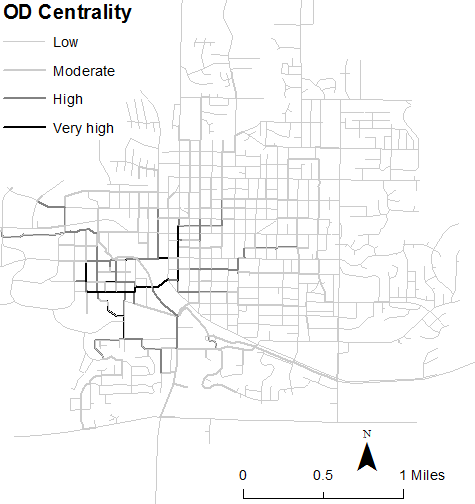 OD Centrality
Low
Moderate
High
Very high
N
0 0.5 1 Miles